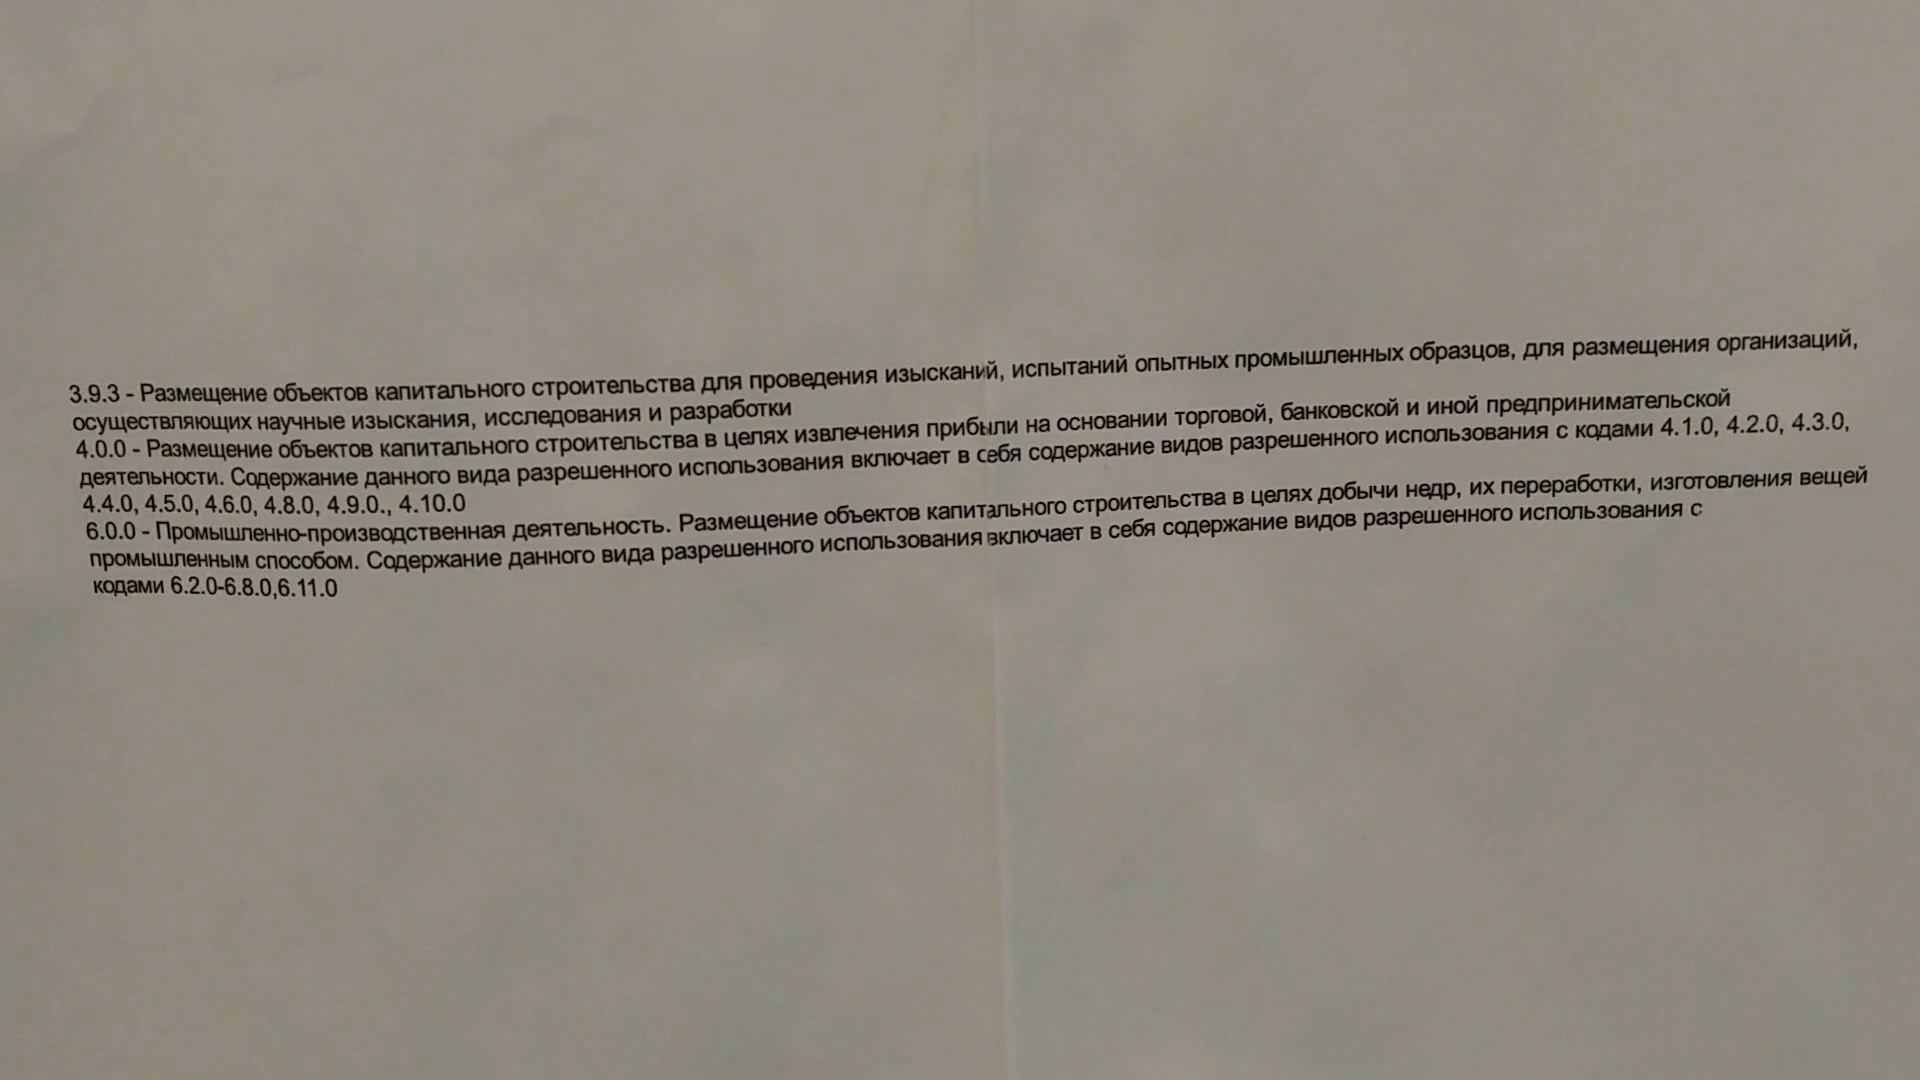 3.9.3 - Размещение объектов капитального строительства для проведения изысканий, испытаний опытных промышленных образцов, для размещения организаций,
осуществляющих научные изыскания, исследования и разработки
4.0.0 - Размещение объектов капитального строительства в целях извлечения прибыли на основании торговой, банковской и иной предпринимательской
деятельности. Содержание данного вида разрешенного использования включает в себя содержание видов разрешенного использования с кодами 4.1.0, 4.2.0, 4.3.0,
4.4.0, 4.5.0, 4.6.0, 4.8.0, 4.9.0., 4.10.0
6.0.0 - Промышленно-производственная деятельность. Размещение объектов капитального строительства в целях добычи недр, их переработки, изготовления вещей
промышленным способом. Содержание данного вида разрешенного использования включает в себя содержание видов разрешенного использования с
кодами 6.2.0-6.8.0,6.11.0